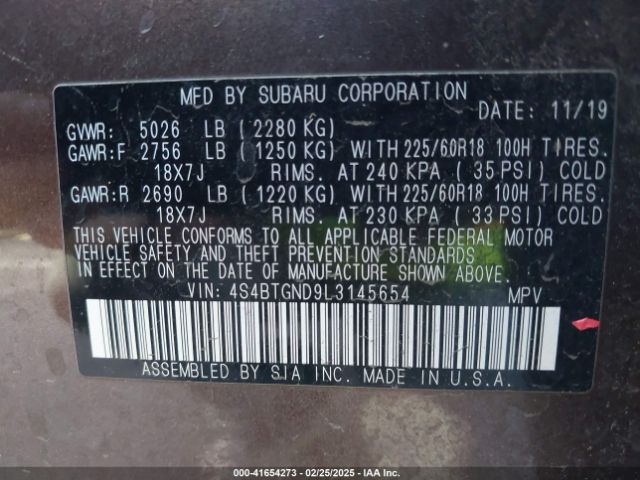 MFD BY SUBARU CORPORATION
DATE: 11/19
GVWR: 5026 LB ( 2280 KG)
GAWR:F 2756 LB ( 1250 KG) WITH 225/60R18 100H TIRES.
18X7J RIMS. AT 240 KPA ( 35 PSI) COLD
GAWR:R 2690 LB ( 1220 KG) WITH 225/60R18 100H TIRES.
18X7J RIMS. AT 230 KPA ( 33 PSI) COLD
THIS VEHICLE CONFORMS TO ALL APPLICABLE FEDERAL MOTOR
VEHICLE SAFETY AND THEFT PREVENTION STANDARDS
IN EFFECT ON THE DATE OF MANUFACTURE SHOWN ABOVE.
VIN: 4S4BTGND9L3145654 MPV
ASSEMBLED BY SIA INC. MADE IN U.S.A.
00-41654273 - 02/25/2025 - Copyright IAA, Inc.